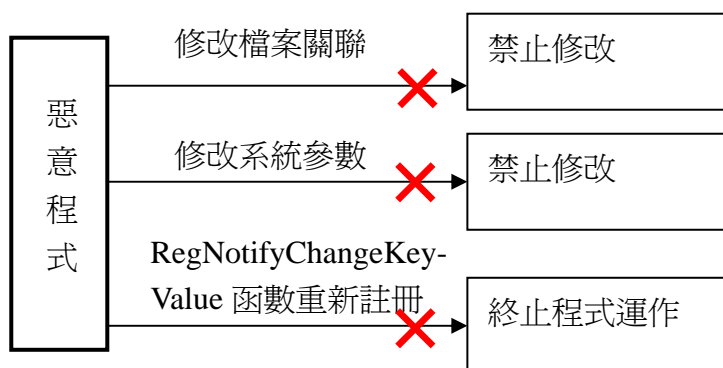 惡意程式
修改檔案關聯
禁止修改
修改系統參數
禁止修改
RegNotifyChangeKey-
Value 函數重新註冊
終止程式運作